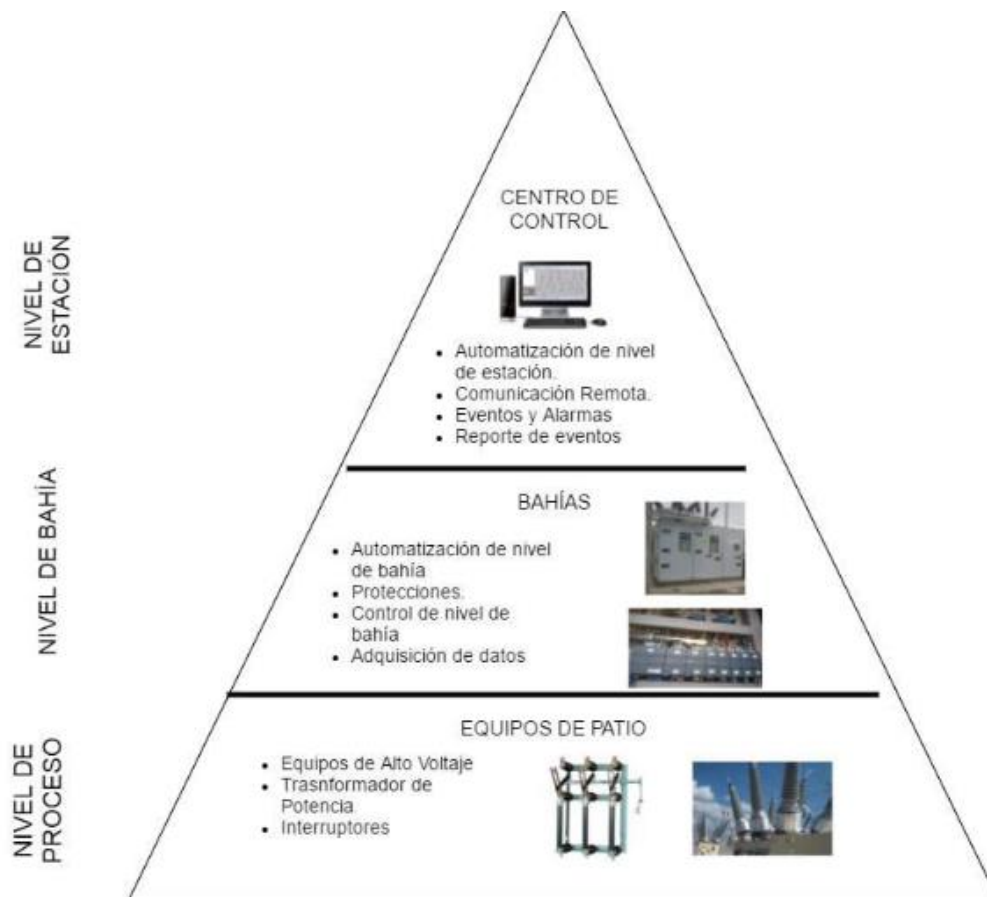 NIVEL DE
ESTACIÓN
CENTRO DE
CONTROL
• Automatización de nivel
de estación.
• Comunicación Remota.
• Eventos y Alarmas
• Reporte de eventos
NIVEL DE BAHÍA
BAHÍAS
• Automatización de nivel
de bahía
• Protecciones.
• Control de nivel de
bahía
• Adquisición de datos
NIVEL DE
PROCESO
EQUIPOS DE PATIO
• Equipos de Alto Voltaje
• Trasnformador de
Potencia
• Interruptores